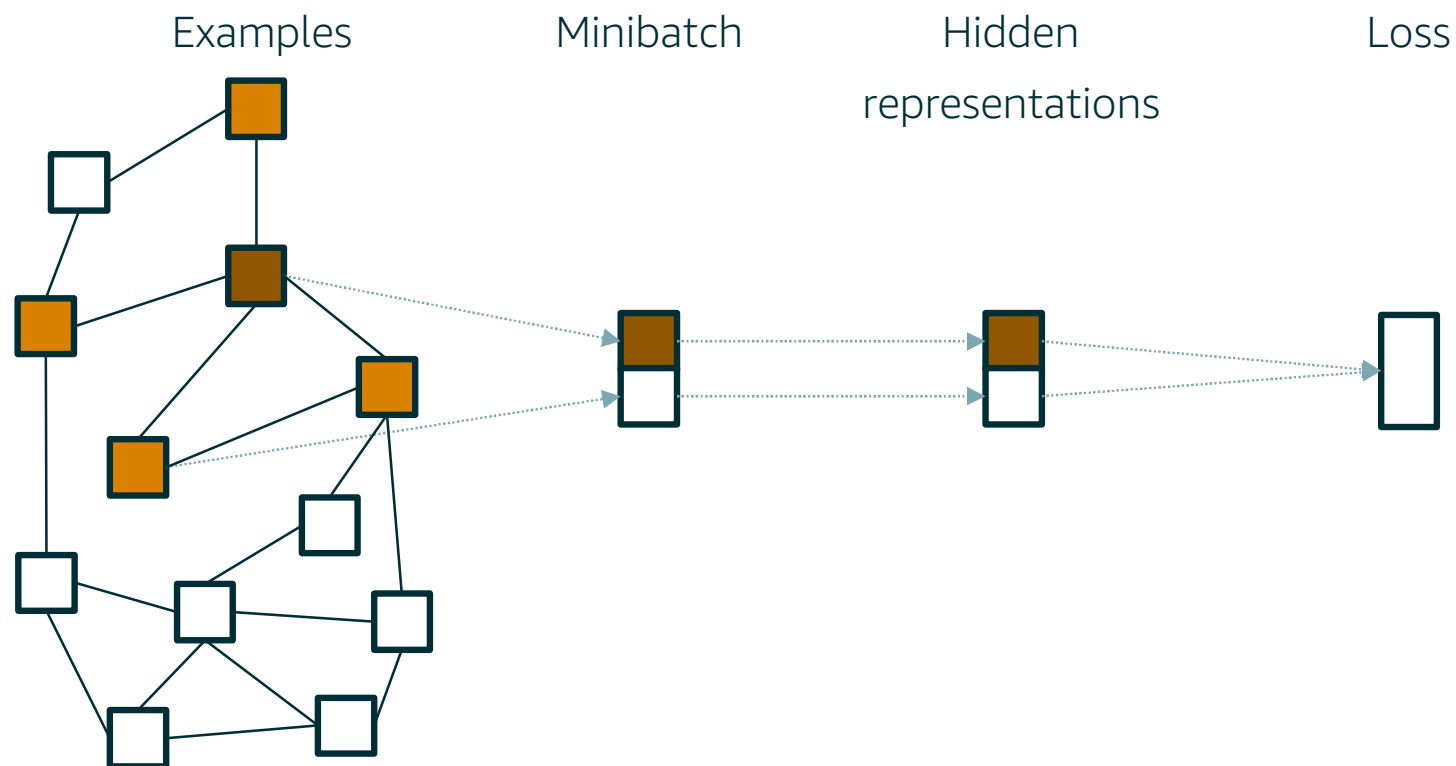 Examples
Minibatch
Hidden
representations
Loss